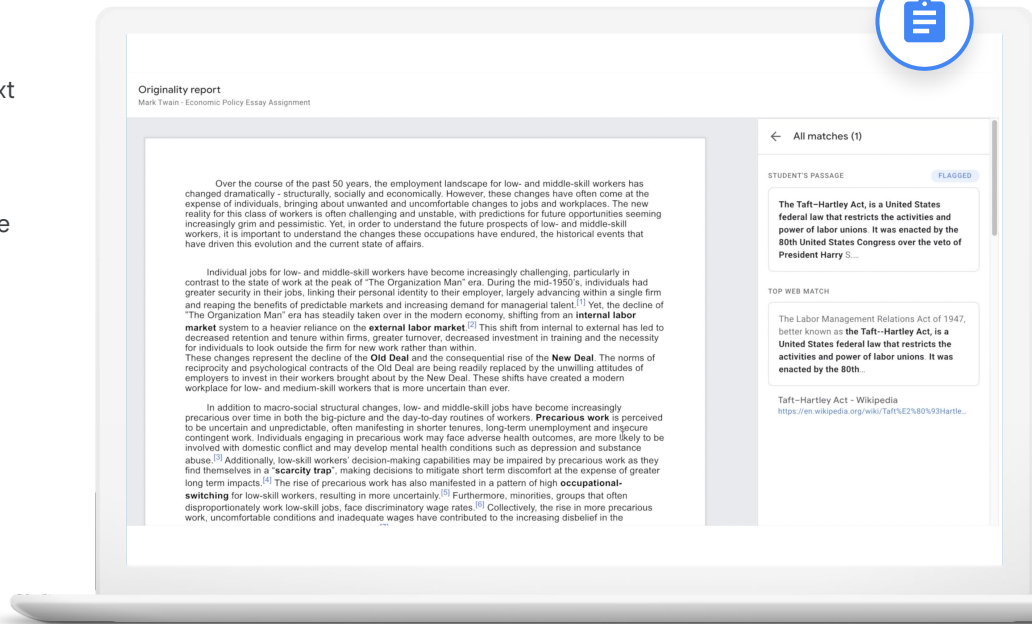 xt
e
Originality report
Mark Twain - Economic Policy Essay Assignment
Over the course of the past 50 years, the employment landscape for low- and middle-skill workers has
changed dramatically - structurally, socially and economically. However, these changes have often come at the
expense of individuals, bringing about unwanted and uncomfortable changes to jobs and workplaces. The new
reality for this class of workers is often challenging and unstable, with predictions for future opportunities seeming
increasingly grim and pessimistic. Yet, in order to understand the future prospects of low- and middle-skill
workers, it is important to understand the changes these occupations have endured, the historical events that
have driven this evolution and the current state of affairs.
Individual jobs for low- and middle-skill workers have become increasingly challenging, particularly in
contrast to the state of work at the peak of "The Organization Man" era. During the mid-1950's, individuals had
greater security in their jobs, linking their personal identity to their employer, largely advancing within a single firm
and reaping the benefits of predictable markets and increasing demand for managerial talent.[1] Yet, the decline of
"The Organization Man" era has steadily taken over in the modern economy, shifting from an internal labor
market system to a heavier reliance on the external labor market.[2] This shift from internal to external has led to
decreased retention and tenure within firms, greater turnover, decreased investment in training and the necessity
for individuals to look outside the firm for new work rather than within.
These changes represent the decline of the Old Deal and the consequential rise of the New Deal. The norms of
reciprocity and psychological contracts of the Old Deal are being readily replaced by the unwilling attitudes of
employers to invest in their workers brought about by the New Deal. These shifts have created a modern
workplace for low- and medium-skill workers that is more uncertain than ever.
In addition to macro-social structural changes, low- and middle-skill jobs have become increasingly
precarious over time in both the big-picture and the day-to-day routines of workers. Precarious work is perceived
to be uncertain and unpredictable, often manifesting in shorter tenures, long-term unemployment and insecure
contingent work. Individuals engaging in precarious work may face adverse health outcomes, are more likely to be
involved with domestic conflict and may develop mental health conditions such as depression and substance
abuse.[3] Additionally, low-skill workers' decision-making capabilities may be impaired by precarious work as they
find themselves in a "scarcity trap", making decisions to mitigate short term discomfort at the expense of greater
long term impacts.[4] The rise of precarious work has also manifested in a pattern of high occupational-
switching for low-skill workers, resulting in more uncertainly.[5] Furthermore, minorities, groups that often
disproportionately work low-skill jobs, face discriminatory wage rates.[6] Collectively, the rise in more precarious
work, uncomfortable conditions and inadequate wages have contributed to the increasing disbelief in the
← All matches (1)
STUDENT'S PASSAGE FLAGGED
The Taft–Hartley Act, is a United States
federal law that restricts the activities and
power of labor unions. It was enacted by the
80th United States Congress over the veto of
President Harry S....
TOP WEB MATCH
The Labor Management Relations Act of 1947,
better known as the Taft--Hartley Act, is a
United States federal law that restricts the
activities and power of labor unions. It was
enacted by the 80th...
Taft–Hartley Act - Wikipedia
https://en.wikipedia.org/wiki/Taft%E2%80%93Hartle...